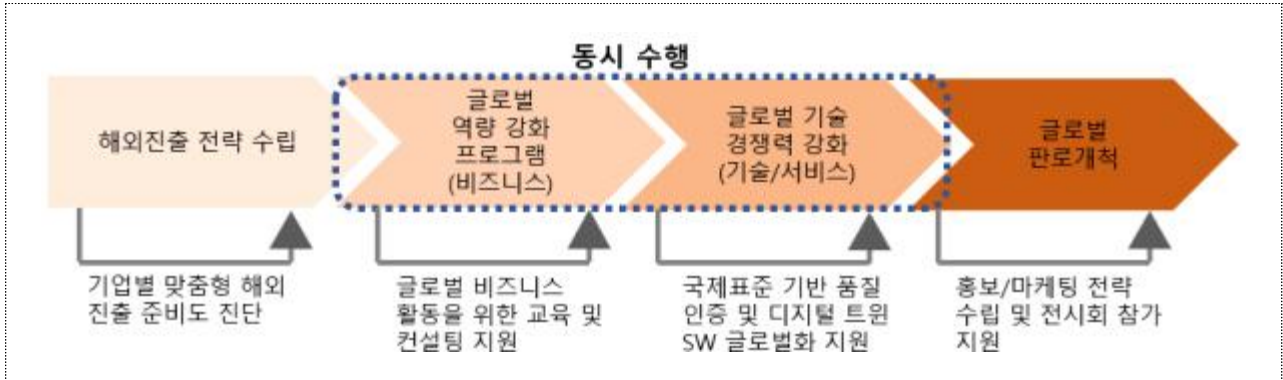 동시 수행
해외진출 전략 수립
글로벌
역량 강화
프로그램
(비즈니스)
글로벌 기술
경쟁력 강화
(기술/서비스)
글로벌
판로개척
기업별 맞춤형 해외
진출 준비도 진단
글로벌 비즈니스
활동을 위한 교육 및
컨설팅 지원
국제표준 기반 품질
인증 및 디지털 트윈
SW 글로벌화 지원
홍보/마케팅 전략
수립 및 전시회 참가
지원